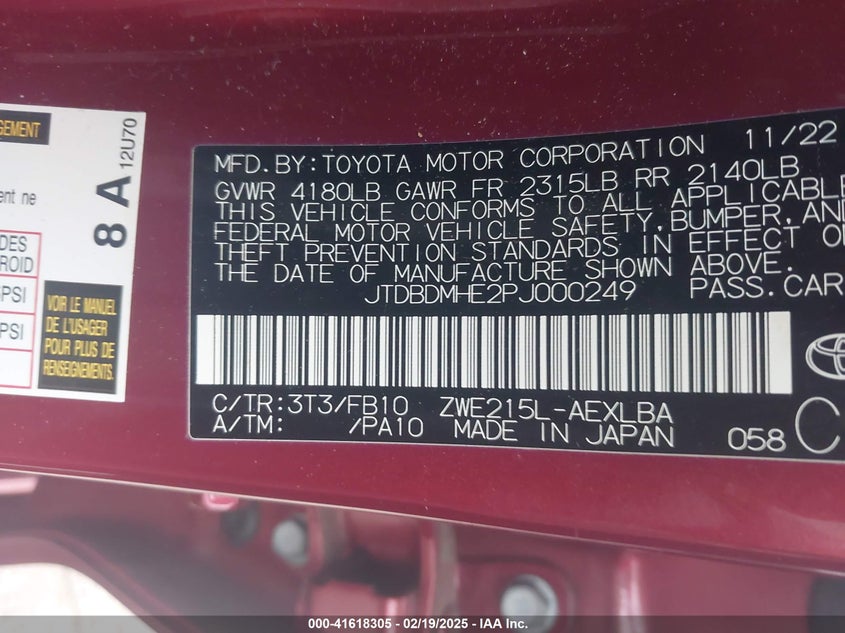 GEMENT
ent ne
DES
ROID
PSI
PSI
VOIR LE MANUEL
DE L'USAGER
POUR PLUS DE
RENSEIGNEMENTS.
8 A 12U70
MFD.BY:TOYOTA MOTOR CORPORATION 11/22
GVWR 4180LB GAWR FR 2315LB RR 2140LB
THIS VEHICLE CONFORMS TO ALL APPLICABLE
FEDERAL MOTOR VEHICLE SAFETY,BUMPER,AND
THEFT PREVENTION STANDARDS IN EFFECT O
THE DATE OF MANUFACTURE SHOWN ABOVE.
JTDBDMHE2PJ000249 PASS.CAR
C/TR:3T3/FB10 ZWE215L-AEXLBA
A/TM: /PA10 MADE IN JAPAN 058 C
000-41618305 - 02/19/2025 - IAA Inc.